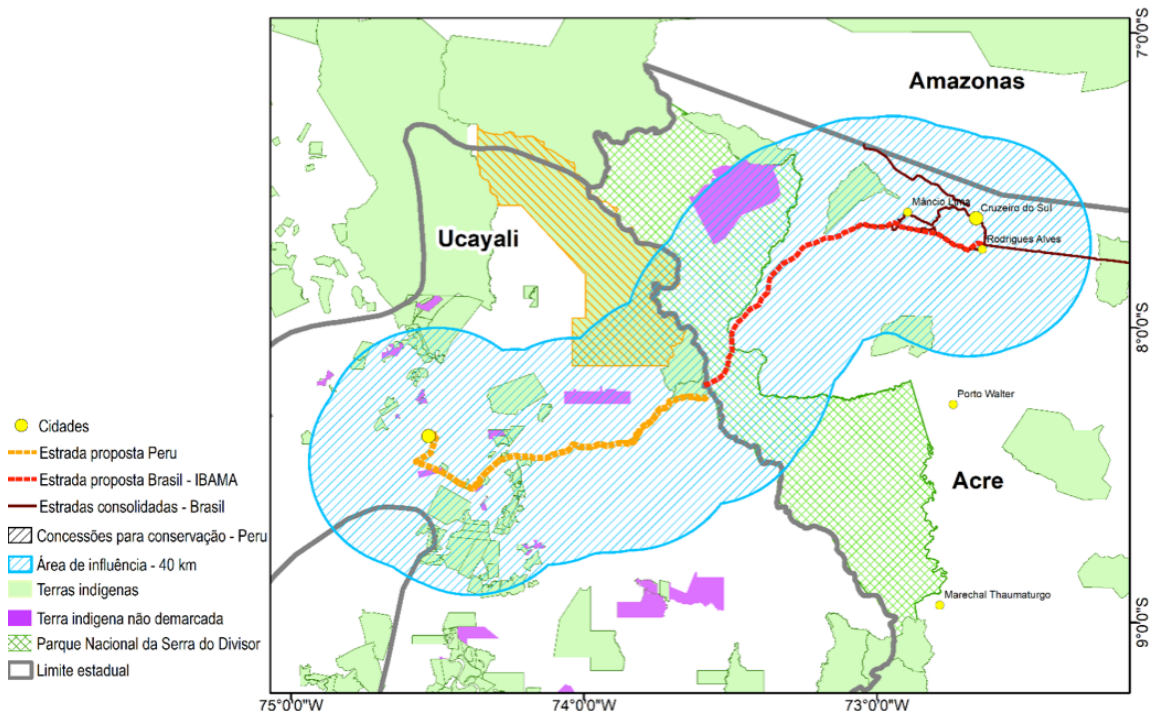 7°0'0"S
Amazonas
Mâncio Lima
Cruzeiro do Sul
Ucayali
Rodrigues Alves
8°0'0"S
Porto Walter
Acre
Marechal Thaumaturgo
9°0'0"S
Cidades
Estrada proposta Peru
Estrada proposta Brasil - IBAMA
Estradas consolidadas - Brasil
Concessões para conservação - Peru
Área de influência - 40 km
Terras indígenas
Terra indigena não demarcada
Parque Nacional da Serra do Divisor
Limite estadual
75°0'0"W
74°0'0"W
73°0'0"W